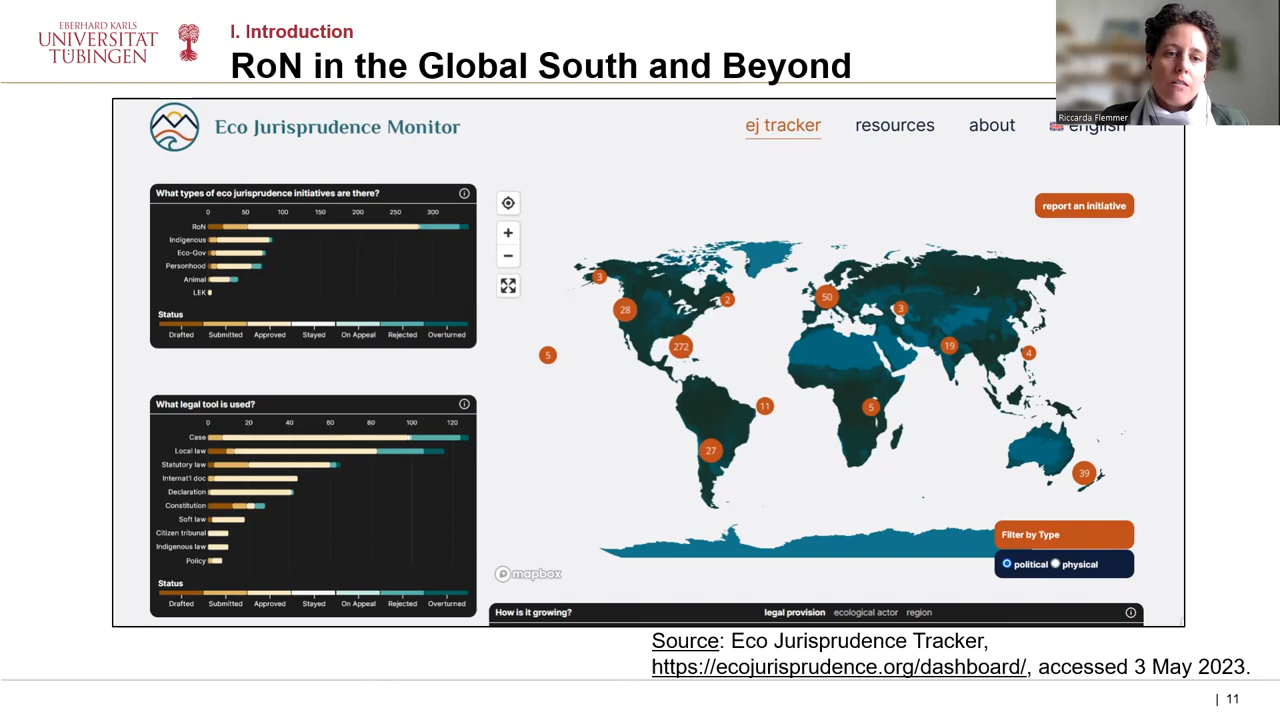 EBERHARD KARLS
UNIVERSITÄT
TÜBINGEN
I. Introduction
RoN in the Global South and Beyond
Riccarda Flemmer
Eco Jurisprudence Monitor
ej tracker
resources
about
english
What types of eco jurisprudence initiatives are there?
0 50 100 150 200 250 300
RoN
Indigenous
Eco-Gov
Personhood
Animal
LEK
Status
Drafted Submitted Approved Stayed On Appeal Rejected Overturned
What legal tool is used?
0 20 40 60 80 100 120
Case
Local law
Statutory law
Internat'l doc
Declaration
Constitution
Soft law
Citizen tribunal
Indigenous law
Policy
Status
Drafted Submitted Approved Stayed On Appeal Rejected Overturned
report an initiative
3
28
2
50
3
272
5
19
4
11
5
27
39
Filter by Type
political physical
mapbox
How is it growing? legal provision ecological actor region
Source: Eco Jurisprudence Tracker,
https://ecojurisprudence.org/dashboard/, accessed 3 May 2023.
| 11